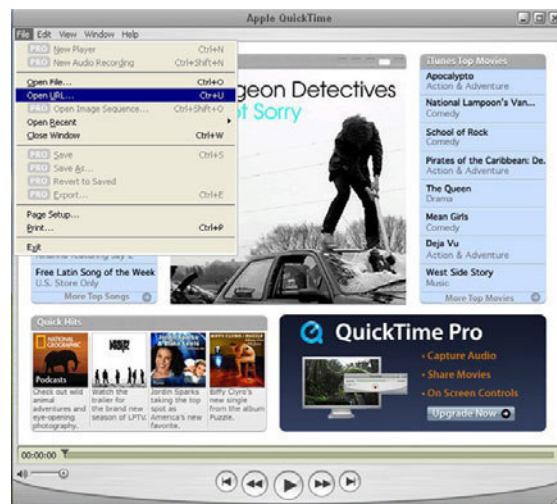 Apple QuickTime
File Edit View Window Help
PRO New Player Ctrl+N
PRO New Audio Recording Ctrl+Shift+N
Open File... Ctrl+O
Open URL... Ctrl+U
PRO Open Image Sequence... Ctrl+Shift+O
Open Recent
Close Window Ctrl+W
PRO Save Ctrl+S
PRO Save As...
PRO Revert to Saved
PRO Export... Ctrl+E
Page Setup...
Print... Ctrl+P
Exit
geon Detectives
t Sorry
Free Latin Song of the Week
U.S. Store Only
More Top Songs
iTunes Top Movies
Apocalypto
Action & Adventure
National Lampoon's Van...
Comedy
School of Rock
Comedy
Pirates of the Caribbean: De.
Action & Adventure
The Queen
Drama
Mean Girls
Comedy
Deja Vu
Action & Adventure
West Side Story
Music
More Top Movies
Quick Hits
NATIONAL
GEOGRAPHIC
Podcasts
Check out wild
animal
adventures and
eye-opening
photography.
Watch the
trailer for
the brand new
season of LPTV.
Jordin Sparks
taking the top
spot as
America's new
favorite.
Biffy Clyro's
new single
from the album
Puzzle.
QuickTime Pro
• Capture Audio
• Share Movies
• On Screen Controls
Upgrade Now
00:00:00